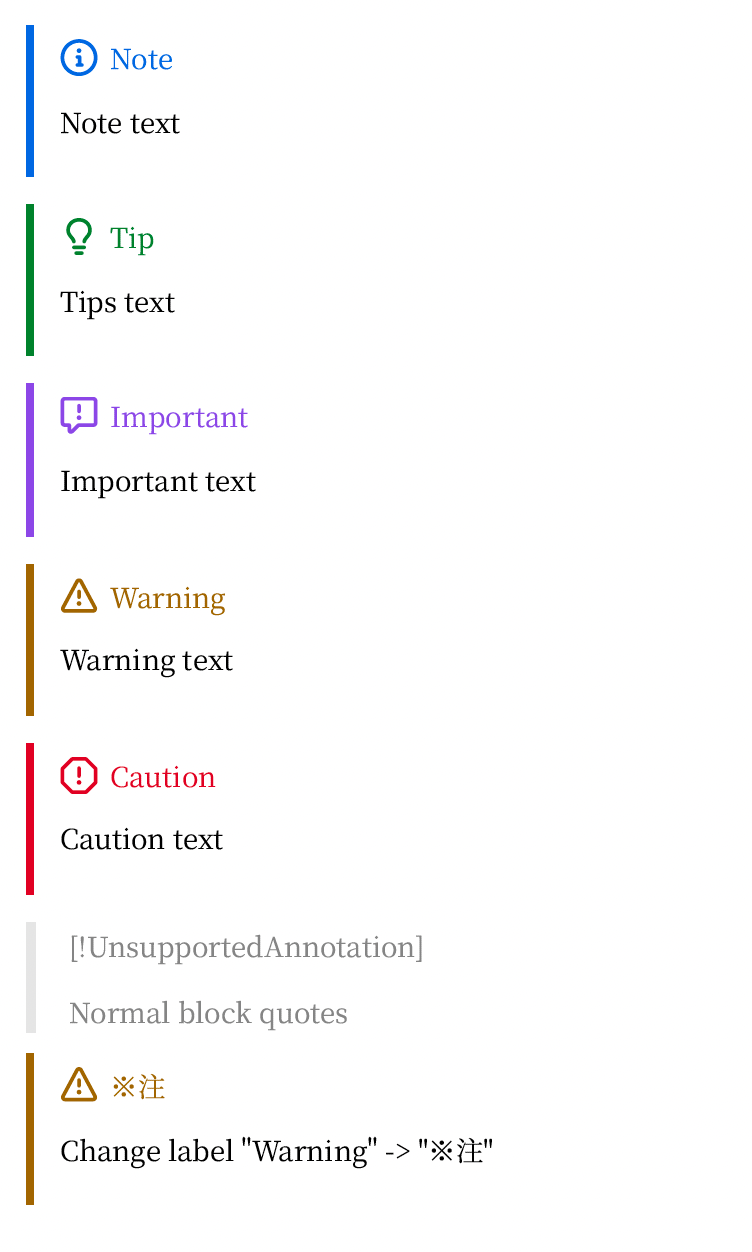 Note
Note text
Tip
Tips text
Important
Important text
Warning
Warning text
Caution
Caution text
[!UnsupportedAnnotation]
Normal block quotes
※注
Change label "Warning" -> "※注"